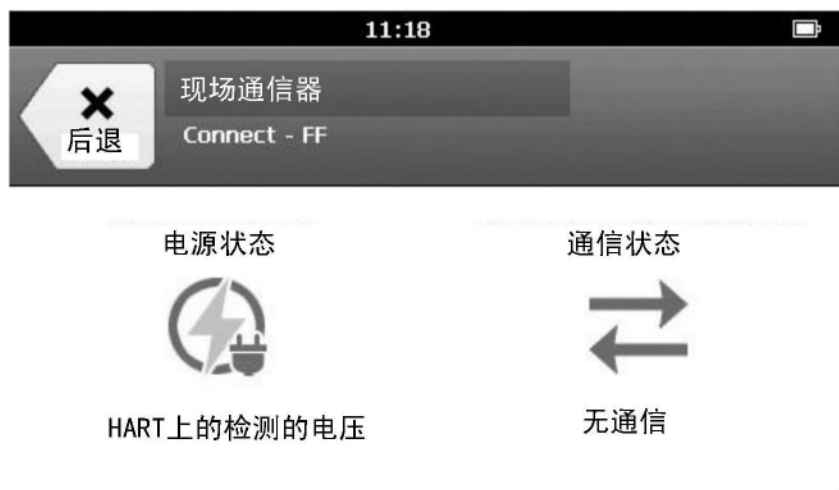 11:18
现场通信器
后退
Connect - FF
电源状态
通信状态
HART上的检测的电压
无通信